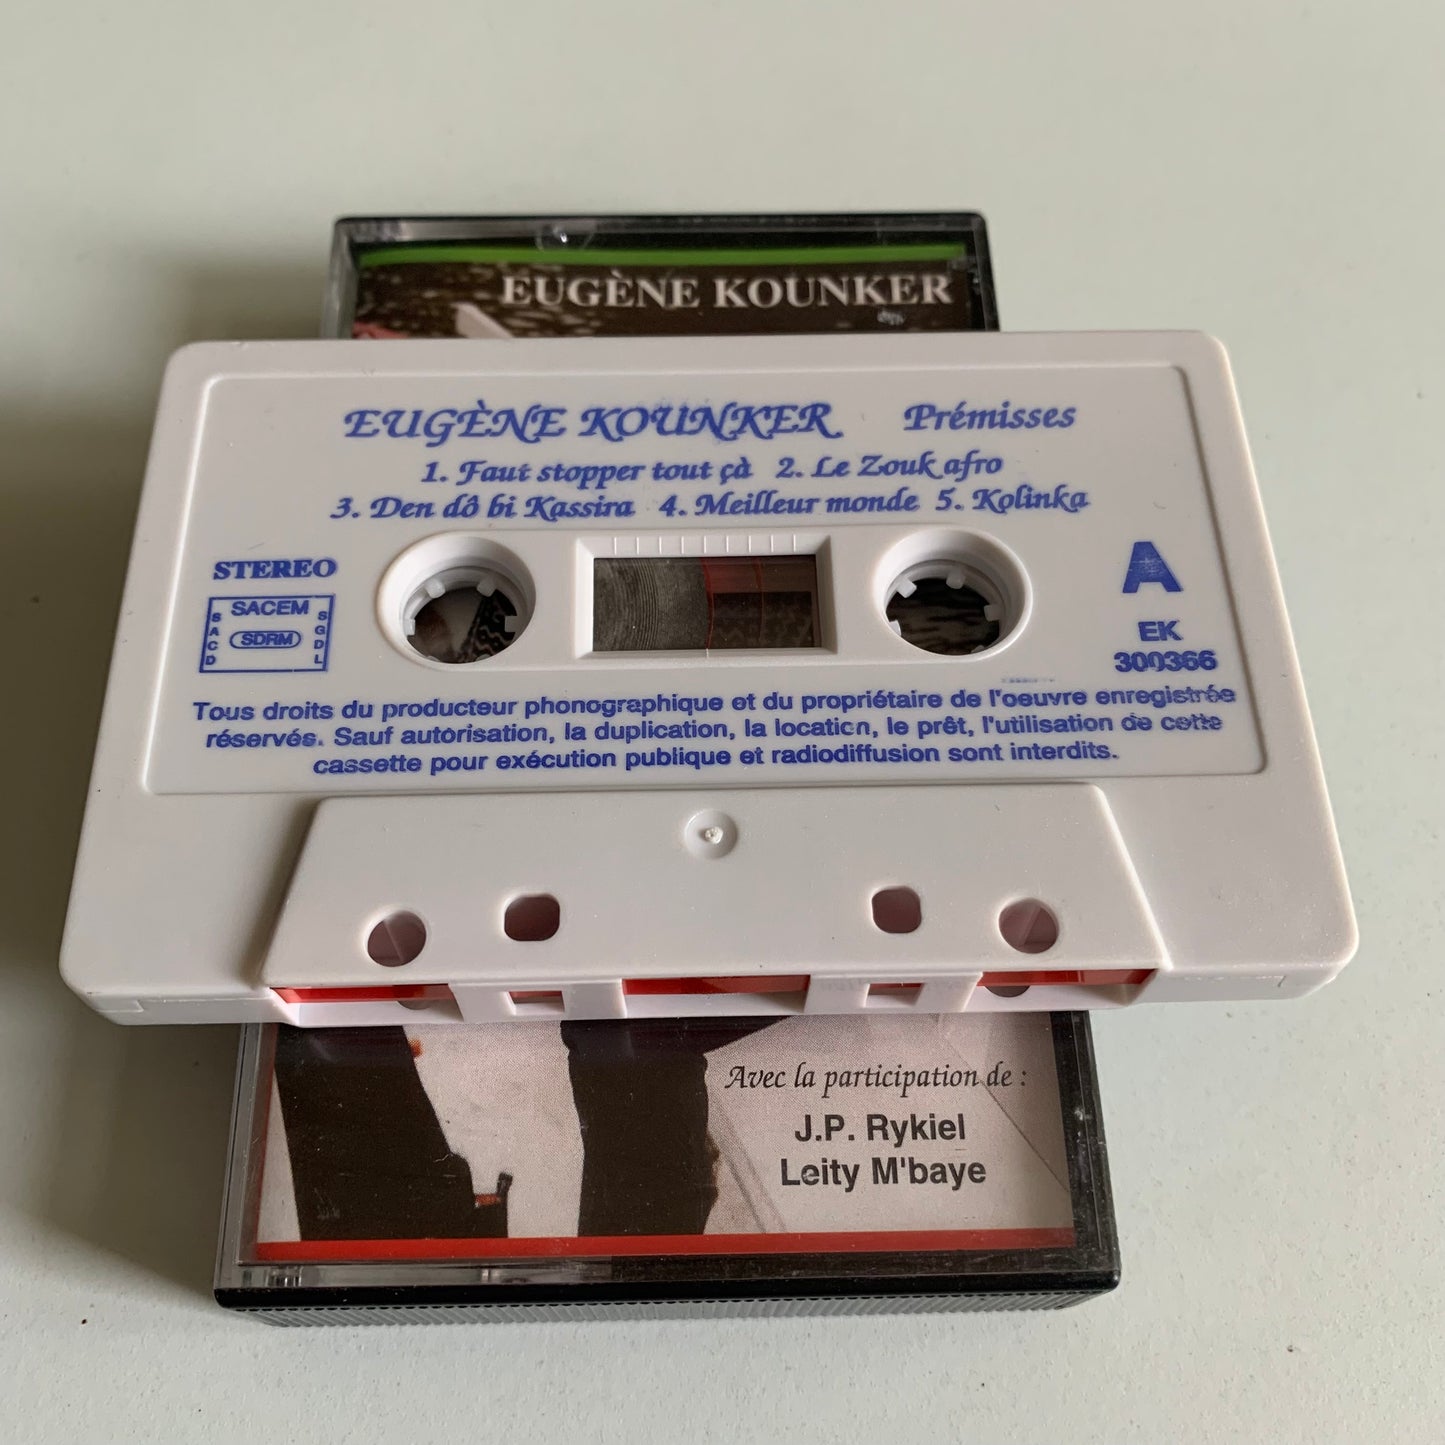 EUGÈNE KOUNKER
EUGÈNE KOUNKER Prémisses
1. Faut stopper tout çà 2. Le Zouk afro
3. Den dô bi Kassira 4. Meilleur monde 5. Kolinka
STEREO
A
SACEM
SACD
SDRM
SGDL
EK
300366
Tous droits du producteur phonographique et du propriétaire de l'oeuvre enregistrée
réservés. Sauf autorisation, la duplication, la location, le prêt, l'utilisation de cette
cassette pour exécution publique et radiodiffusion sont interdits.
Avec la participation de :
J.P. Rykiel
Leity M'baye